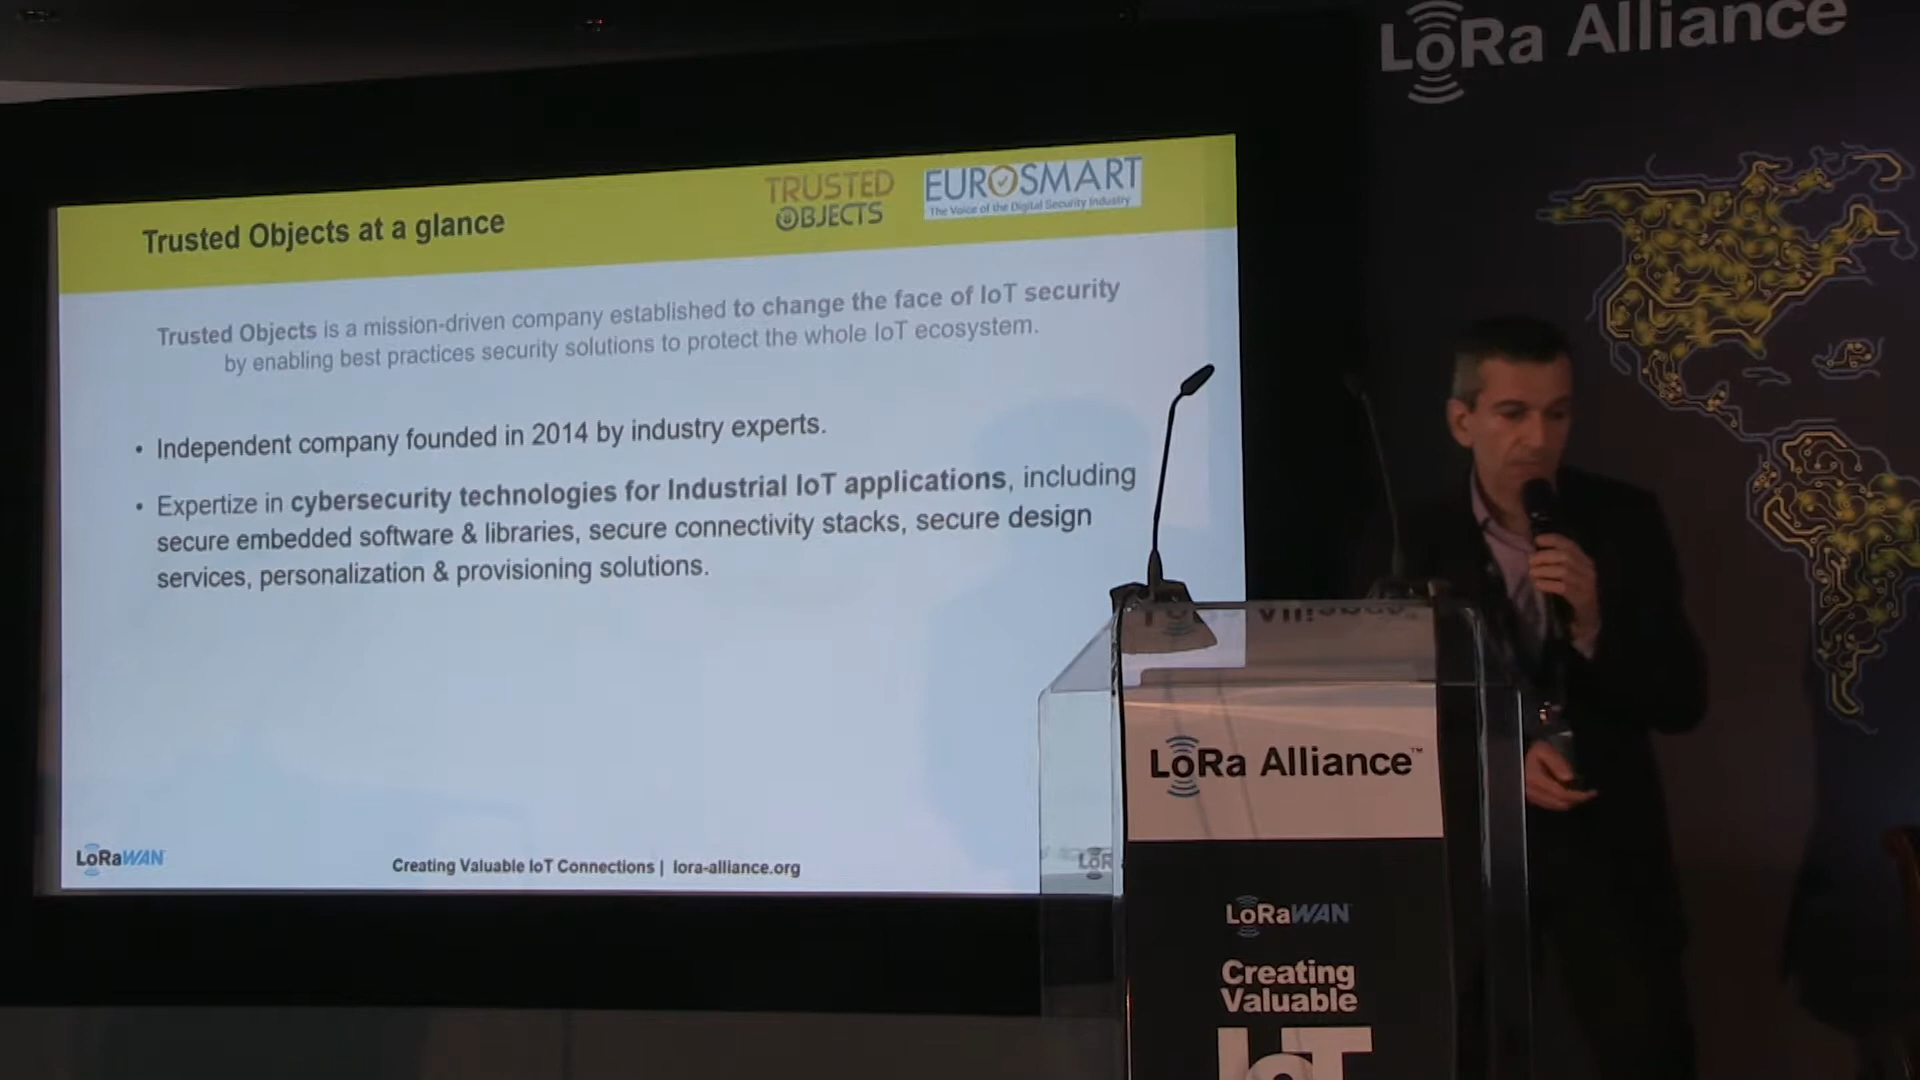 LoRa Alliance
TRUSTED
OBJECTS
EUROSMART
The Voice of the Digital Security Industry
Trusted Objects at a glance
Trusted Objects is a mission-driven company established to change the face of IoT security
by enabling best practices security solutions to protect the whole IoT ecosystem.
• Independent company founded in 2014 by industry experts.
• Expertize in cybersecurity technologies for Industrial IoT applications, including
secure embedded software & libraries, secure connectivity stacks, secure design
services, personalization & provisioning solutions.
LoRaWAN
Creating Valuable IoT Connections | lora-alliance.org
LoRa Alliance™
LoR
LoRaWAN
Creating
Valuable
IoT